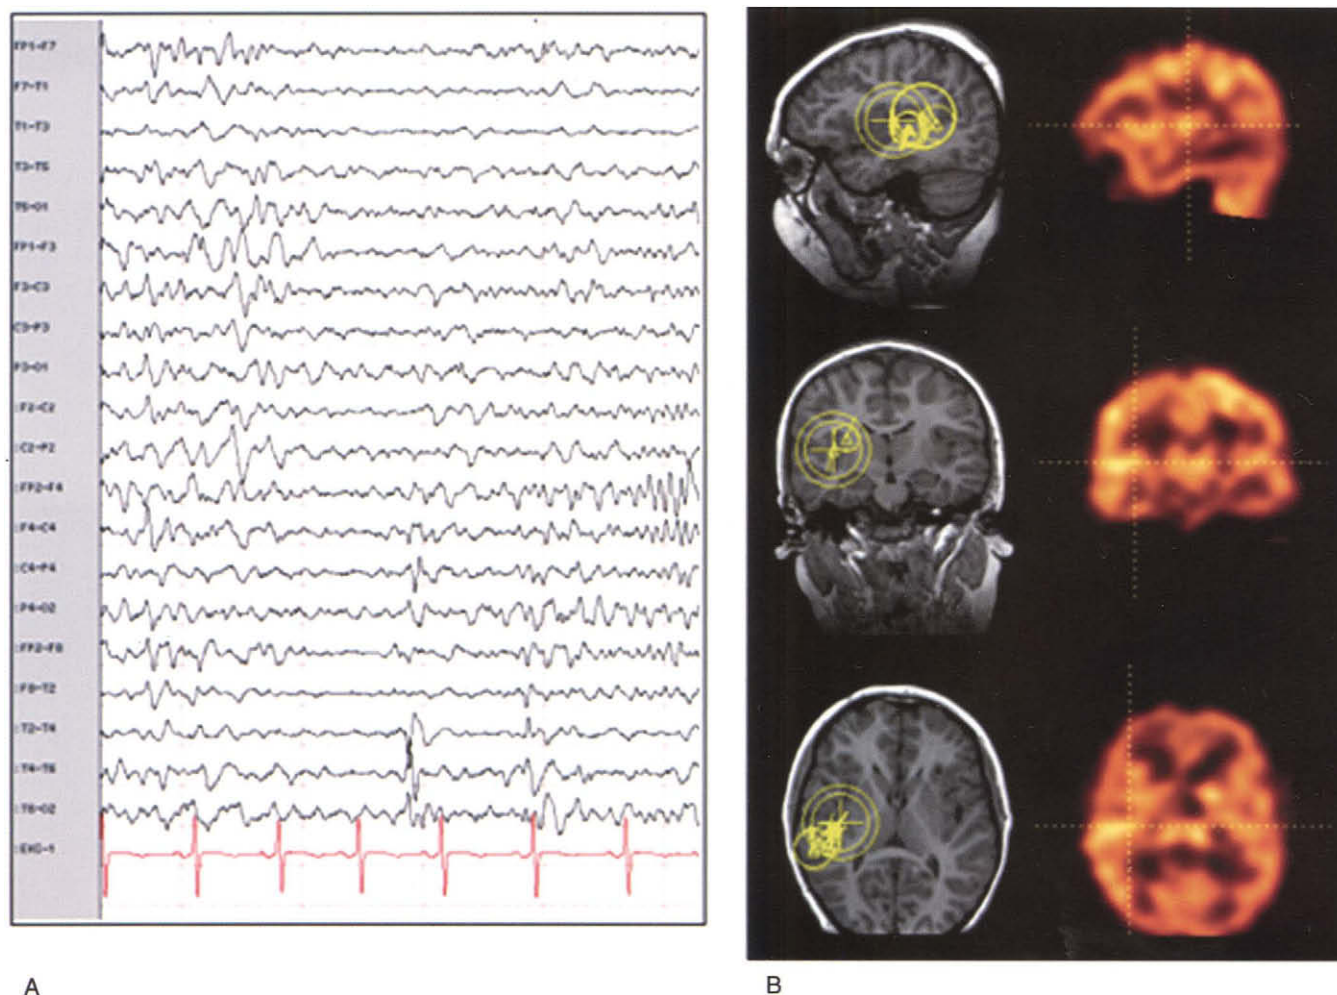 FP1-F7
F7-T1
T1-T3
T3-T5
T5-O1
FP1-F3
F3-C3
C3-P3
P3-O1
:FZ-CZ
:CZ-PZ
:FP2-F4
:F4-C4
:C4-P4
:P4-O2
:FP2-F8
:F8-T2
:T2-T4
:T4-T6
:T6-O2
:EKG-1
A
B